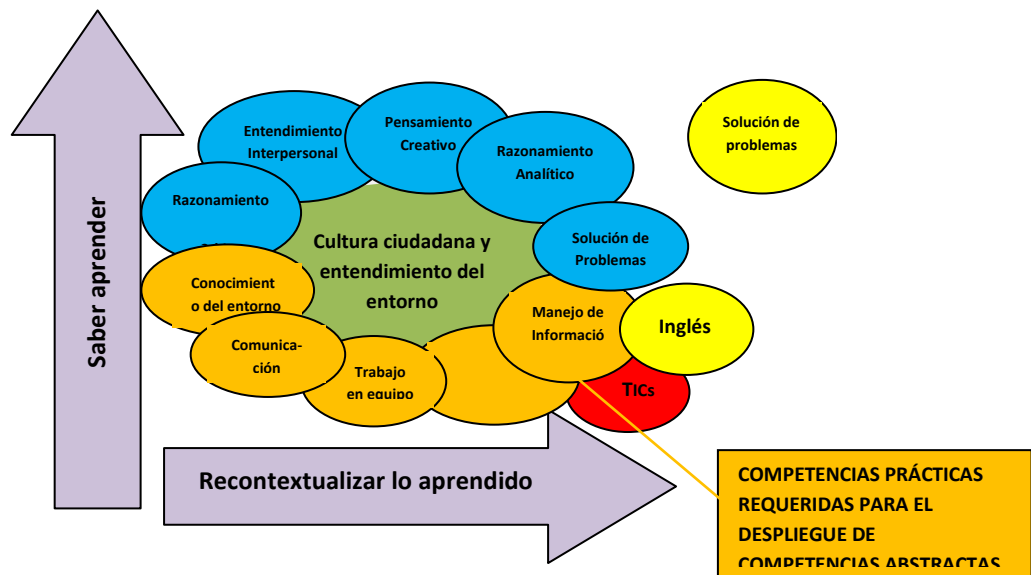 Saber aprender
Entendimiento
Interpersonal
Pensamiento
Creativo
Razonamiento
Analítico
Solución de
problemas
Razonamiento
Cultura ciudadana y
entendimiento del
entorno
Solución de
Problemas
Conocimient
o del entorno
Manejo de
Informació
Inglés
Comunica-
ción
Trabajo
en equipo
TICs
Recontextualizar lo aprendido
COMPETENCIAS PRÁCTICAS
REQUERIDAS PARA EL
DESPLIEGUE DE
COMPETENCIAS ABSTRACTAS